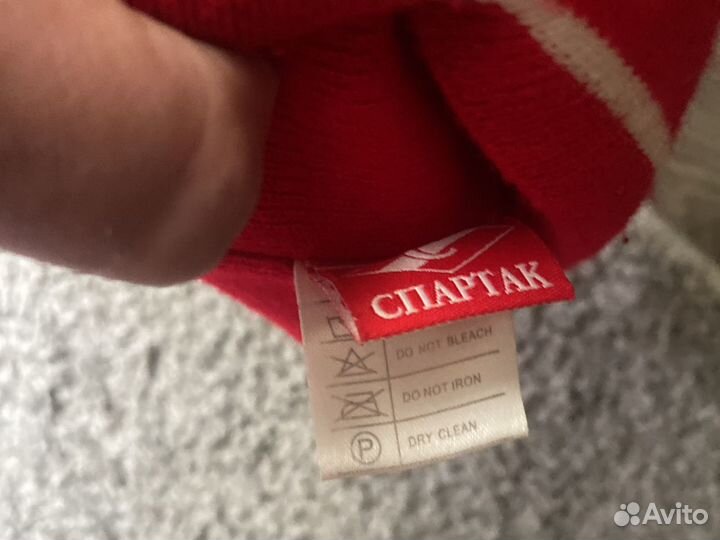 СПАРТАК
DO NOT BLEACH
DO NOT IRON
P DRY CLEAN
Avito